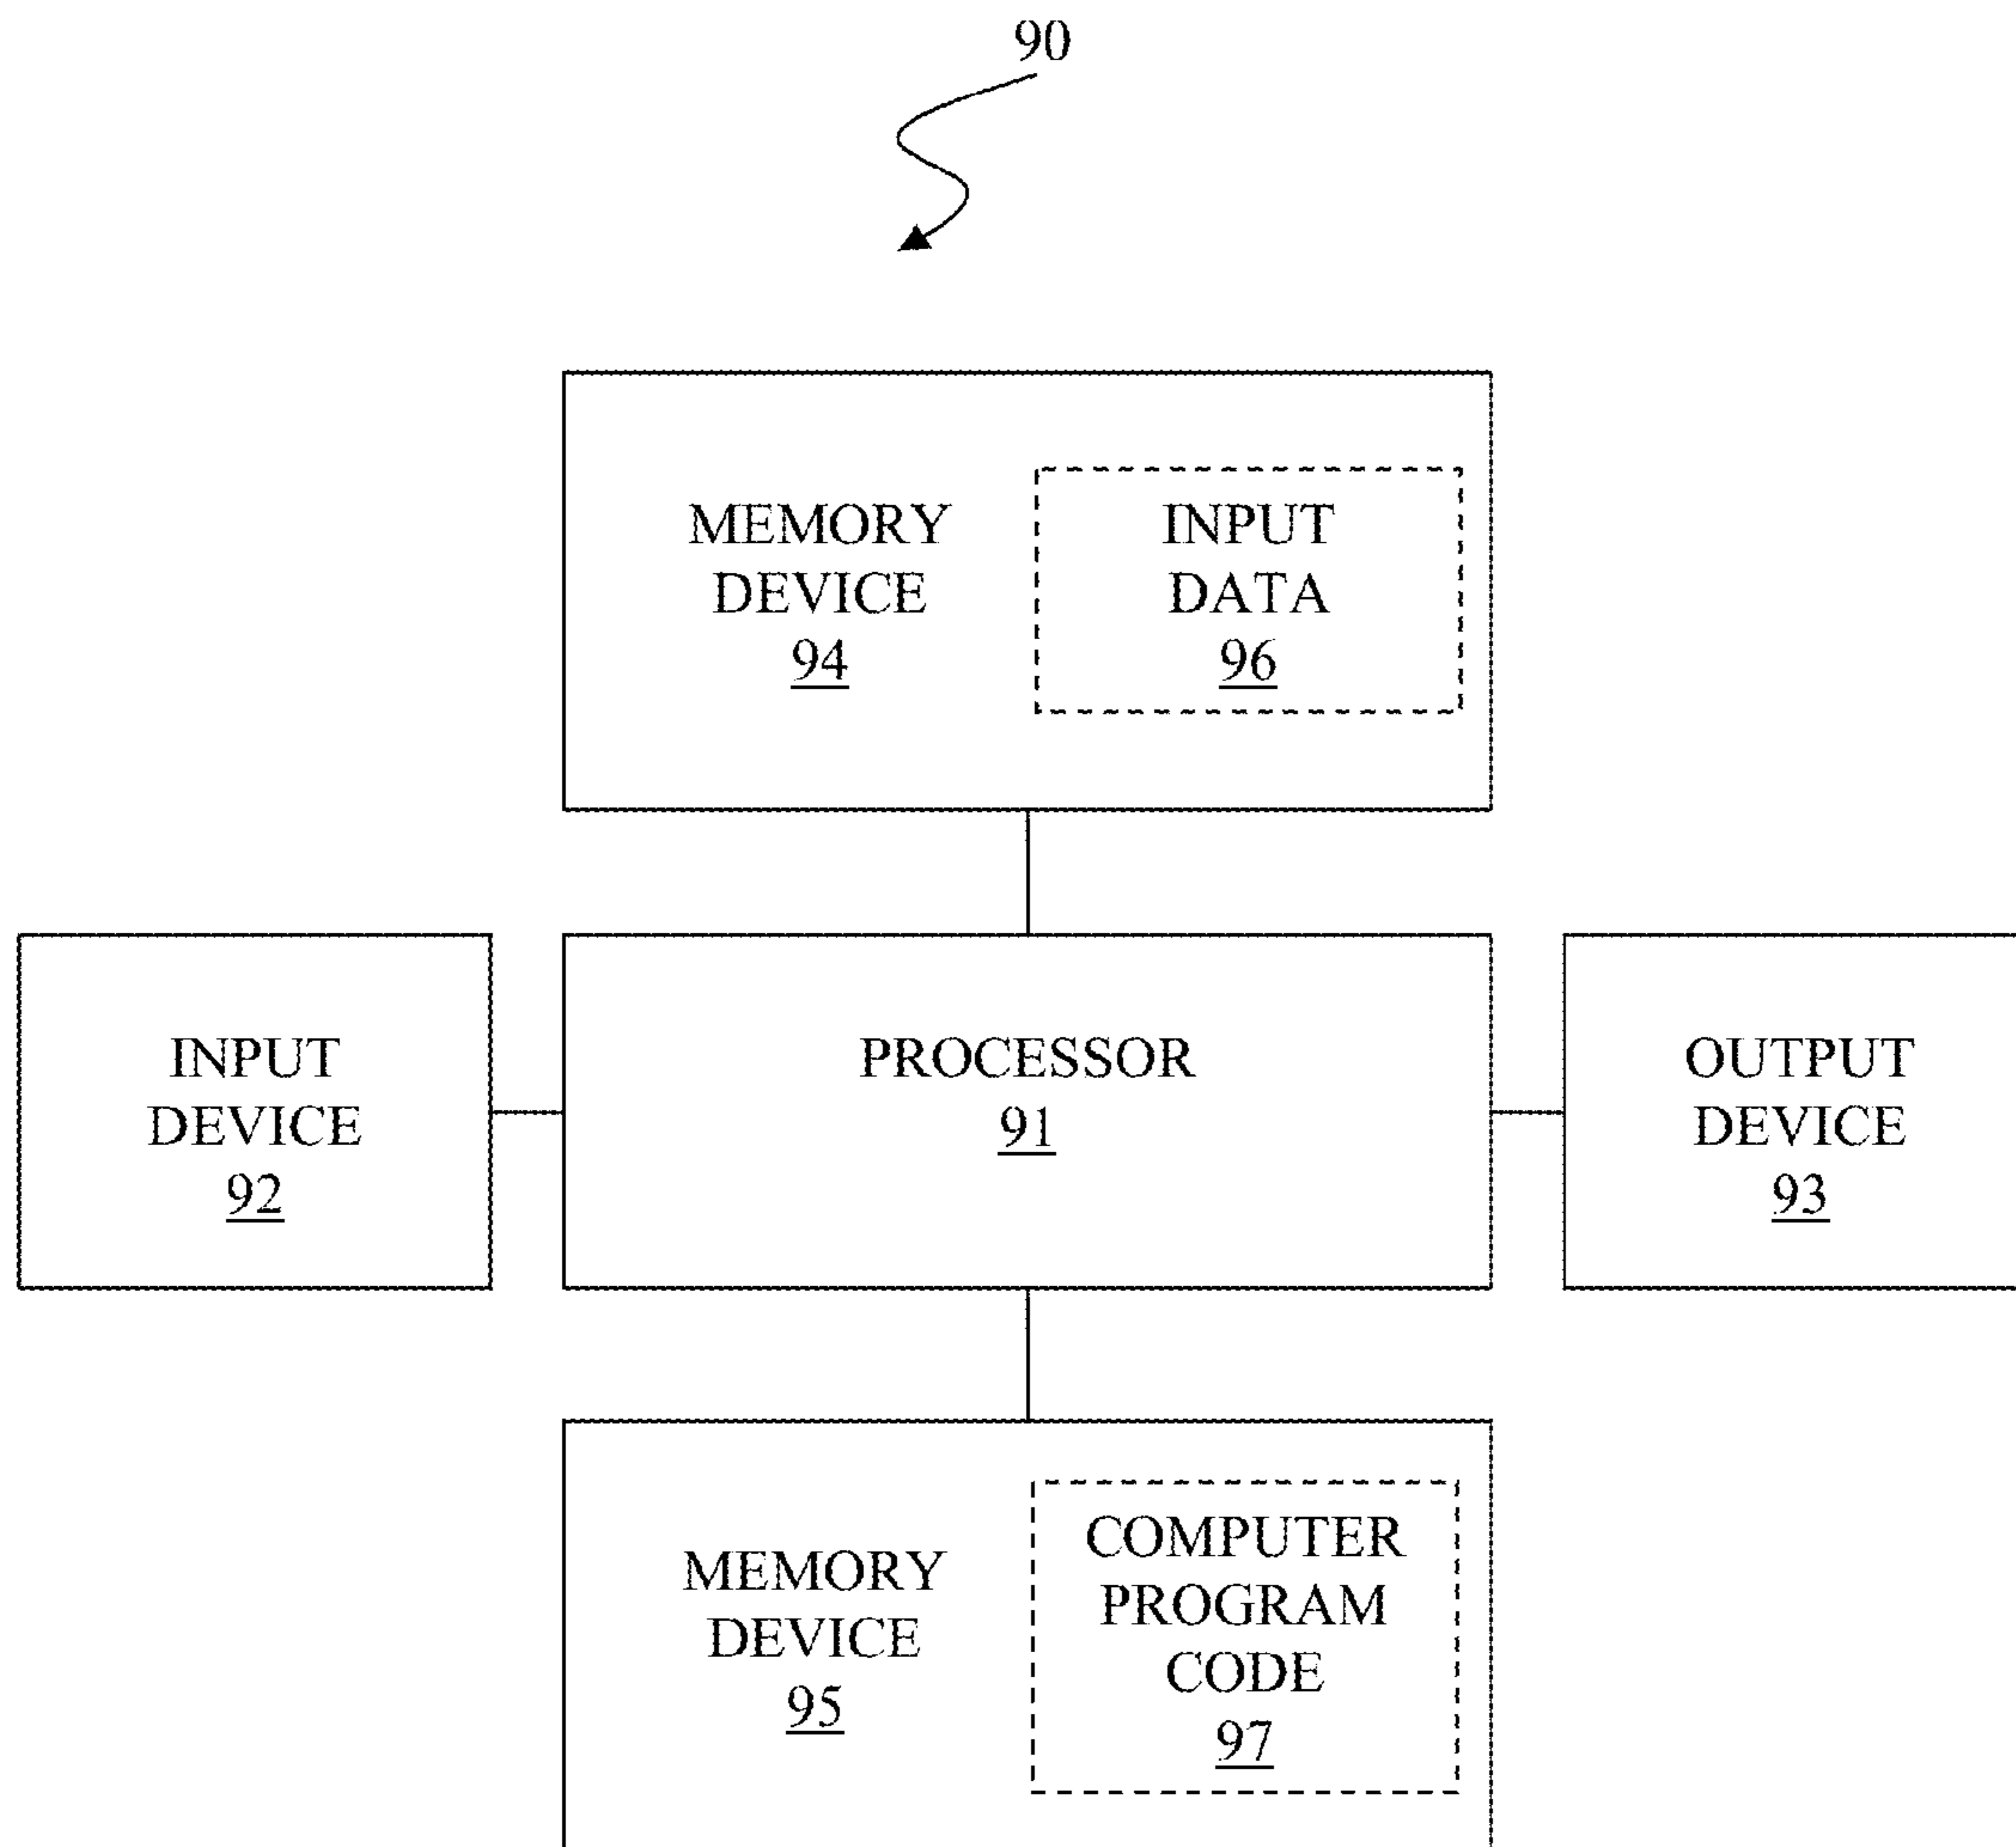 90
MEMORY
DEVICE
94
INPUT
DATA
96
INPUT
DEVICE
92
PROCESSOR
91
OUTPUT
DEVICE
93
MEMORY
DEVICE
95
COMPUTER
PROGRAM
CODE
97